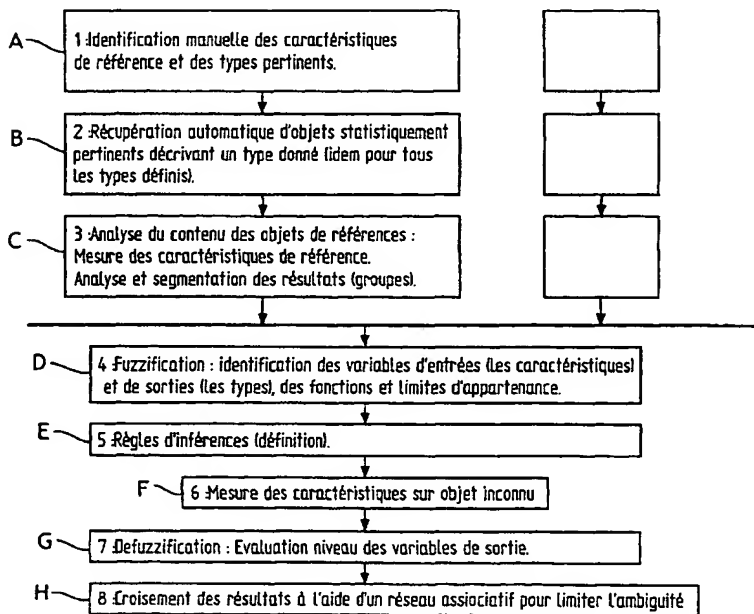 A
1 :Identification manuelle des caractéristiques
de référence et des types pertinents.
B
2 :Récupération automatique d'objets statistiquement
pertinents décrivant un type donné (idem pour tous
les types définis).
C
3 :Analyse du contenu des objets de références :
Mesure des caractéristiques de référence.
Analyse et segmentation des résultats (groupes).
D
4 :Fuzzification : identification des variables d'entrées (les caractéristiques)
et de sorties (les types), des fonctions et limites d'appartenance.
E
5 :Règles d'inférences (définition).
F
6 :Mesure des caractéristiques sur objet inconnu
G
7 :Defuzzification : Evaluation niveau des variables de sortie.
H
8 :Croisement des résultats à l'aide d'un réseau assiociatif pour limiter l'ambiguité